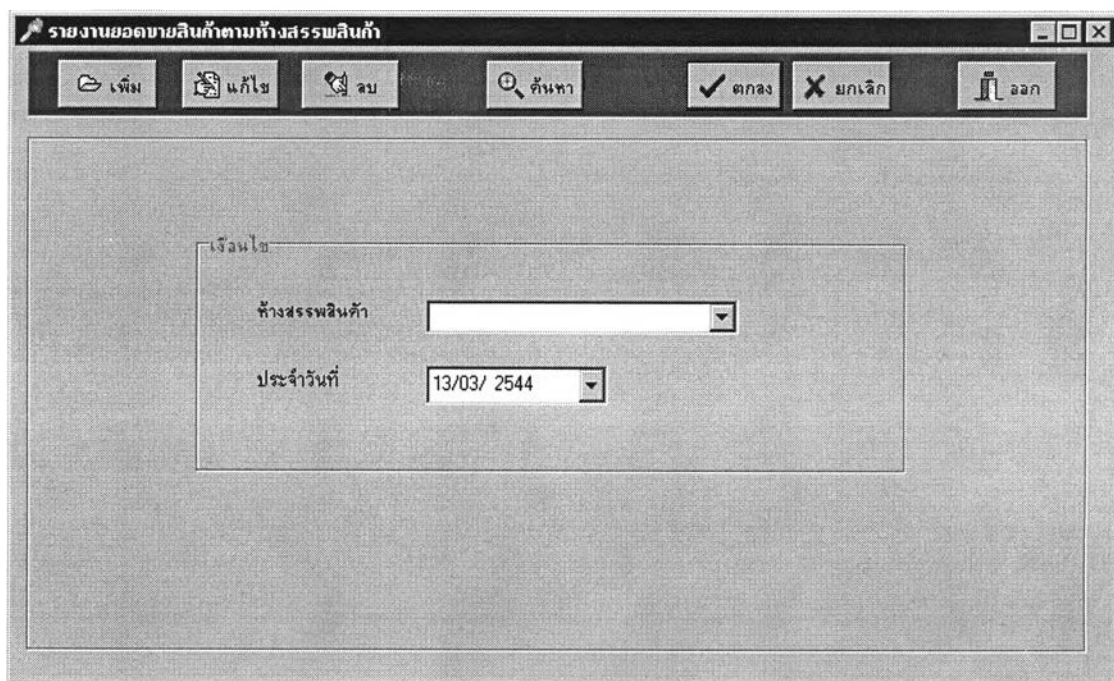 รายงานยอดขายสินค้าตามห้างสรรพสินค้า
เพิ่ม แก้ไข ลบ ค้นหา ตกลง ยกเลิก ออก
เงื่อนไข
ห้างสรรพสินค้า
ประจำวันที่ 13/03/ 2544